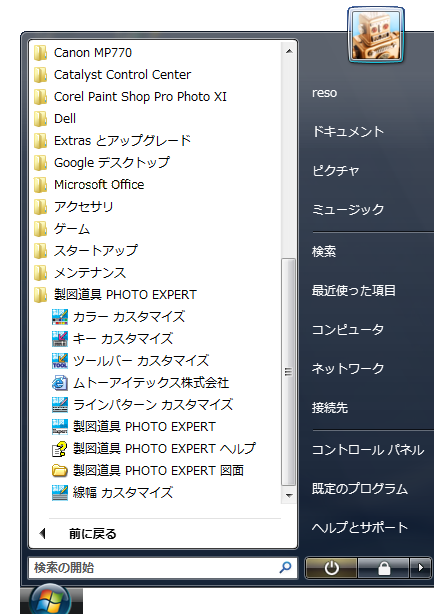 Canon MP770
Catalyst Control Center
Corel Paint Shop Pro Photo XI
Dell
Extras とアップグレード
Google デスクトップ
Microsoft Office
アクセサリ
ゲーム
スタートアップ
メンテナンス
製図道具 PHOTO EXPERT
カラー カスタマイズ
キー カスタマイズ
TOOL
ツールバー カスタマイズ
ムトーアイテックス株式会社
ラインパターン カスタマイズ
Expert
製図道具 PHOTO EXPERT
製図道具 PHOTO EXPERT ヘルプ
製図道具 PHOTO EXPERT 図面
線幅 カスタマイズ
前に戻る
検索の開始
reso
ドキュメント
ピクチャ
ミュージック
検索
最近使った項目
コンピュータ
ネットワーク
接続先
コントロール パネル
既定のプログラム
ヘルプとサポート